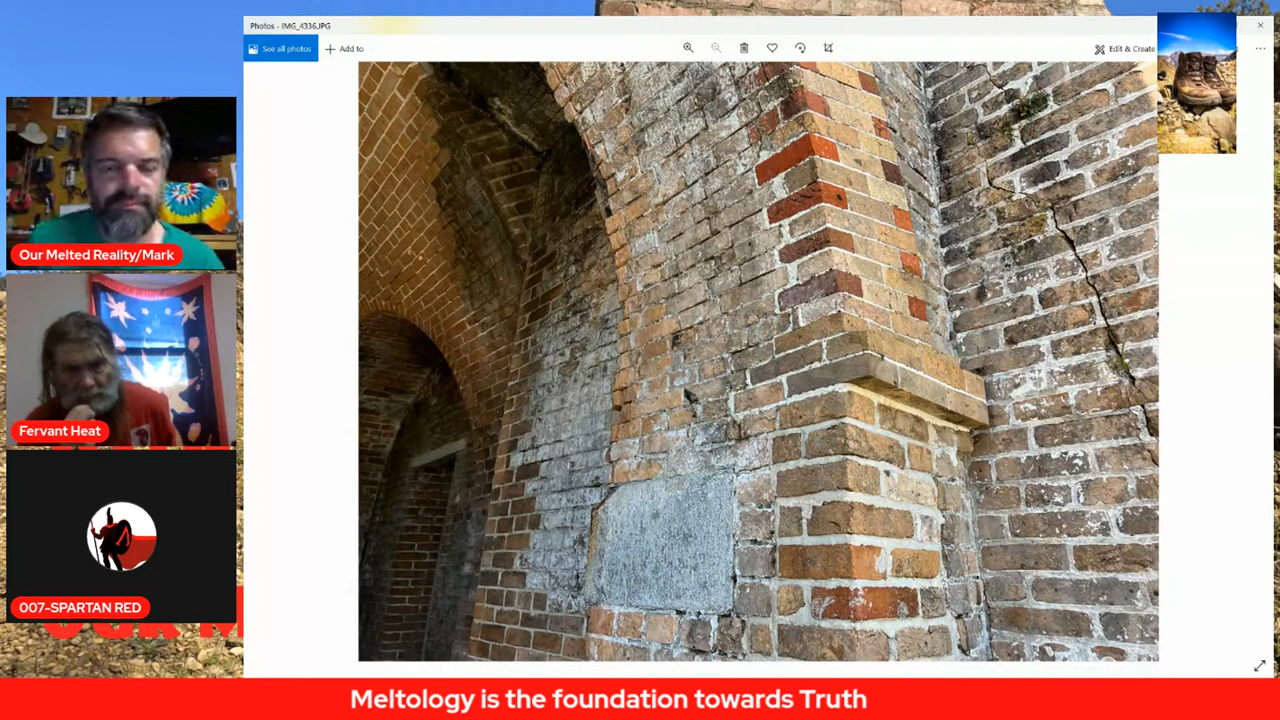 Photos - IMG_4336.JPG
See all photos
Add to
Edit & Create
Our Melted Reality/Mark
Fervant Heat
007-SPARTAN RED
Meltology is the foundation towards Truth